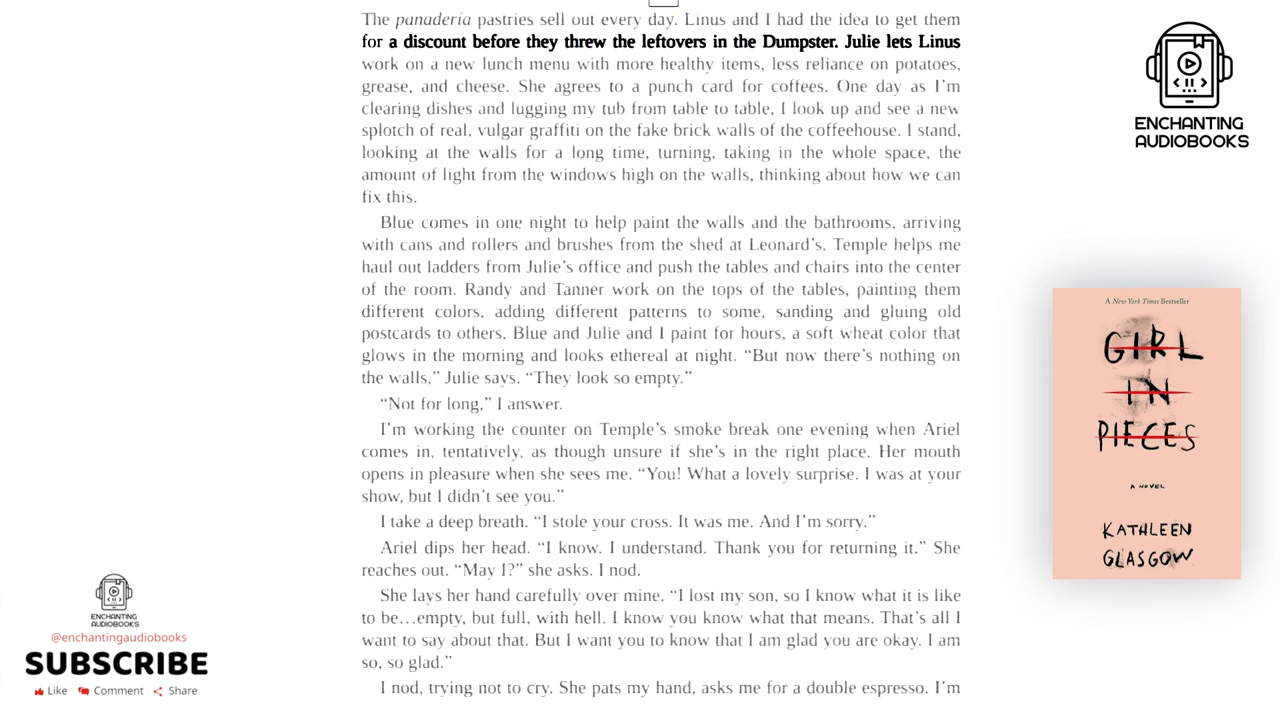 The panadería pastries sell out every day. Linus and I had the idea to get them
for a discount before they threw the leftovers in the Dumpster. Julie lets Linus
work on a new lunch menu with more healthy items, less reliance on potatoes,
grease, and cheese. She agrees to a punch card for coffees. One day as I'm
clearing dishes and lugging my tub from table to table, I look up and see a new
splotch of real, vulgar graffiti on the fake brick walls of the coffeehouse. I stand,
looking at the walls for a long time, turning, taking in the whole space, the
amount of light from the windows high on the walls, thinking about how we can
fix this.
Blue comes in one night to help paint the walls and the bathrooms, arriving
with cans and rollers and brushes from the shed at Leonard's. Temple helps me
haul out ladders from Julie's office and push the tables and chairs into the center
of the room. Randy and Tanner work on the tops of the tables, painting them
different colors, adding different patterns to some, sanding and gluing old
postcards to others. Blue and Julie and I paint for hours, a soft wheat color that
glows in the morning and looks ethereal at night. “But now there's nothing on
the walls,” Julie says. “They look so empty.”
“Not for long,” I answer.
I'm working the counter on Temple's smoke break one evening when Ariel
comes in, tentatively, as though unsure if she's in the right place. Her mouth
opens in pleasure when she sees me. “You! What a lovely surprise. I was at your
show, but I didn't see you.”
I take a deep breath. “I stole your cross. It was me. And I'm sorry.”
Ariel dips her head. “I know. I understand. Thank you for returning it.” She
reaches out. “May I?” she asks. I nod.
She lays her hand carefully over mine. “I lost my son, so I know what it is like
to be…empty, but full, with hell. I know you know what that means. That's all I
want to say about that. But I want you to know that I am glad you are okay. I am
so, so glad.”
I nod, trying not to cry. She pats my hand, asks me for a double espresso. I'm
ENCHANTING
AUDIOBOOKS
A New York Times Bestseller
GIRL
IN
PIECES
A NOVEL
KATHLEEN
GLASGOW
ENCHANTING
AUDIOBOOKS
@enchantingaudiobooks
SUBSCRIBE
Like Comment Share